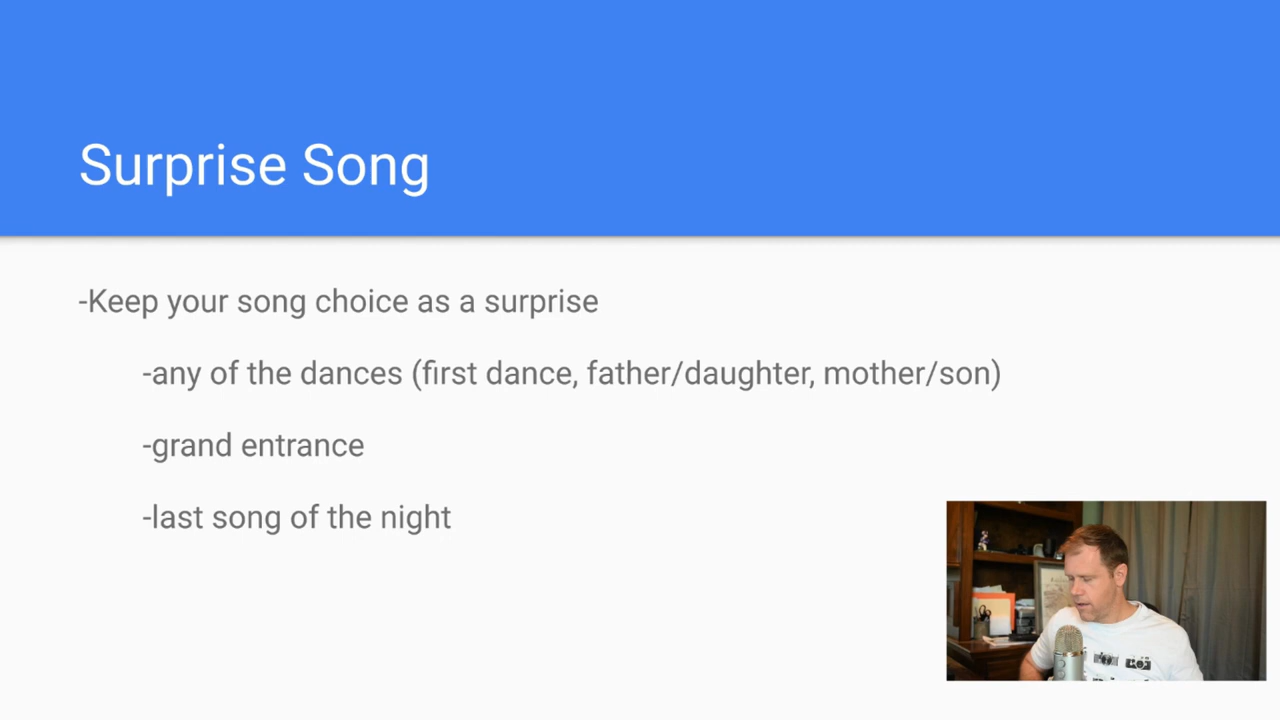 Surprise Song
-Keep your song choice as a surprise
-any of the dances (first dance, father/daughter, mother/son)
-grand entrance
-last song of the night